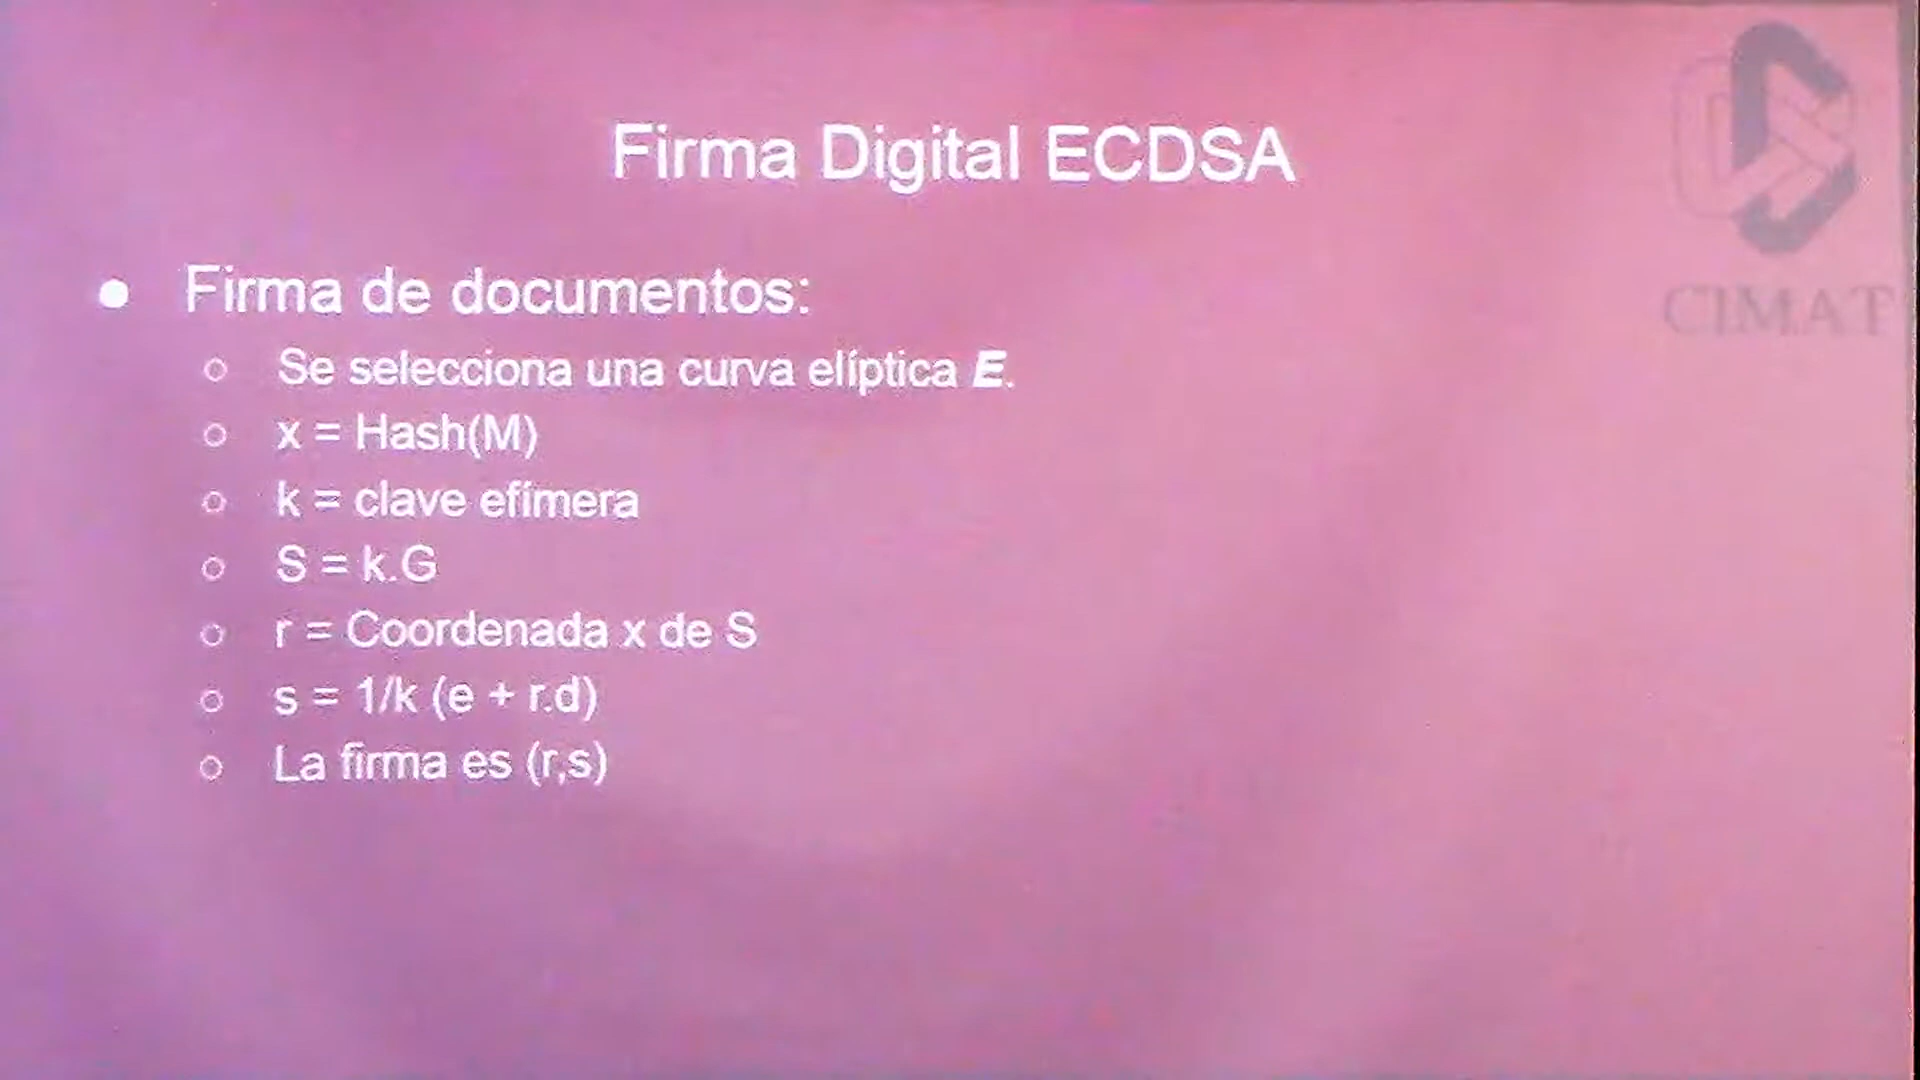 Firma Digital ECDSA
CIMAT
● Firma de documentos:
○ Se selecciona una curva elíptica E.
○ x = Hash(M)
○ k = clave efímera
○ S = k.G
○ r = Coordenada x de S
○ s = 1/k (e + r.d)
○ La firma es (r,s)